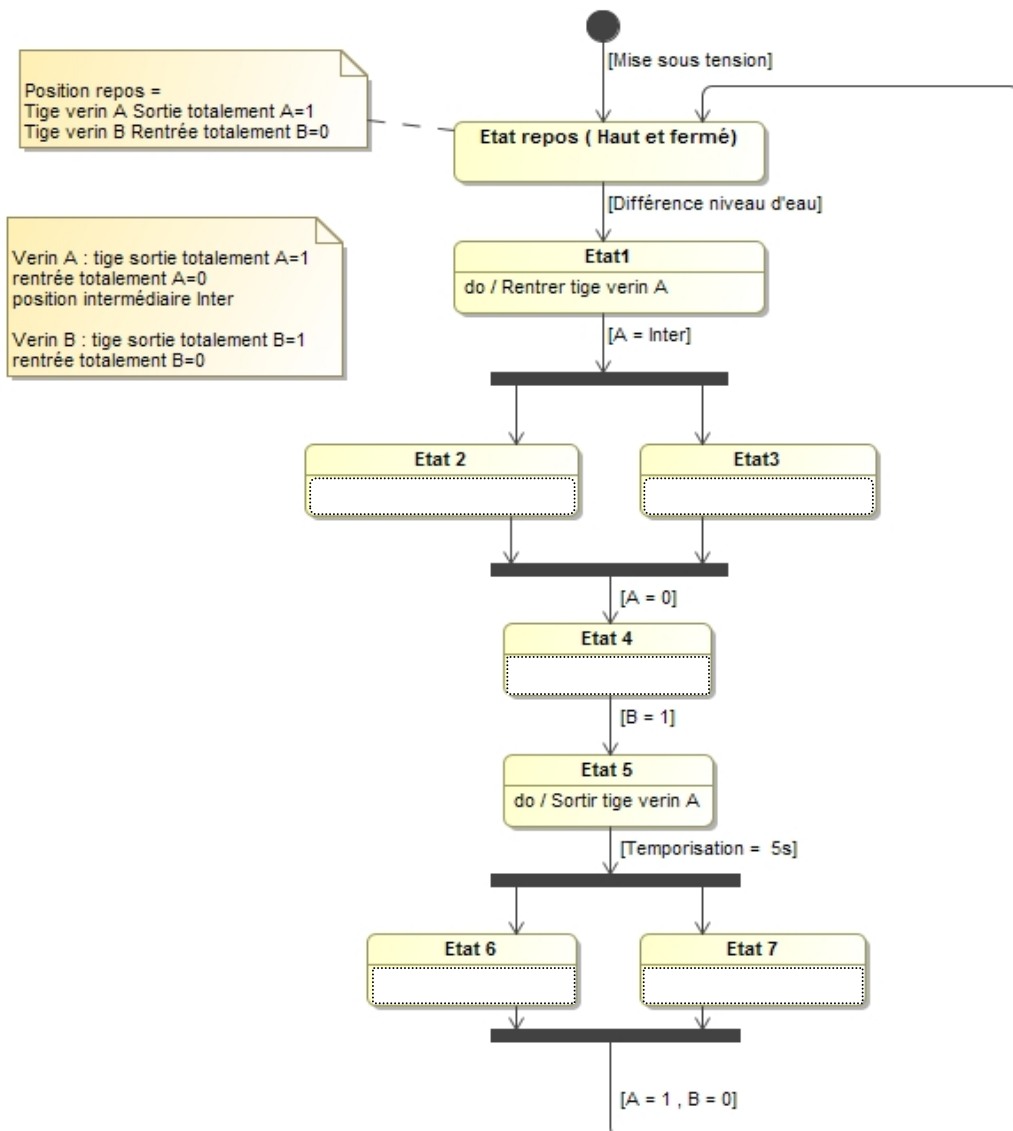 [Mise sous tension]
Position repos =
Tige verin A Sortie totalement A=1
Tige verin B Rentrée totalement B=0
Etat repos ( Haut et fermé)
[Différence niveau d'eau]
Verin A : tige sortie totalement A=1
rentrée totalement A=0
position intermédiaire Inter
Verin B : tige sortie totalement B=1
rentrée totalement B=0
Etat1
do / Rentrer tige verin A
[A = Inter]
Etat 2
Etat3
[A = 0]
Etat 4
[B = 1]
Etat 5
do / Sortir tige verin A
[Temporisation =  5s]
Etat 6
Etat 7
[A = 1 , B = 0]